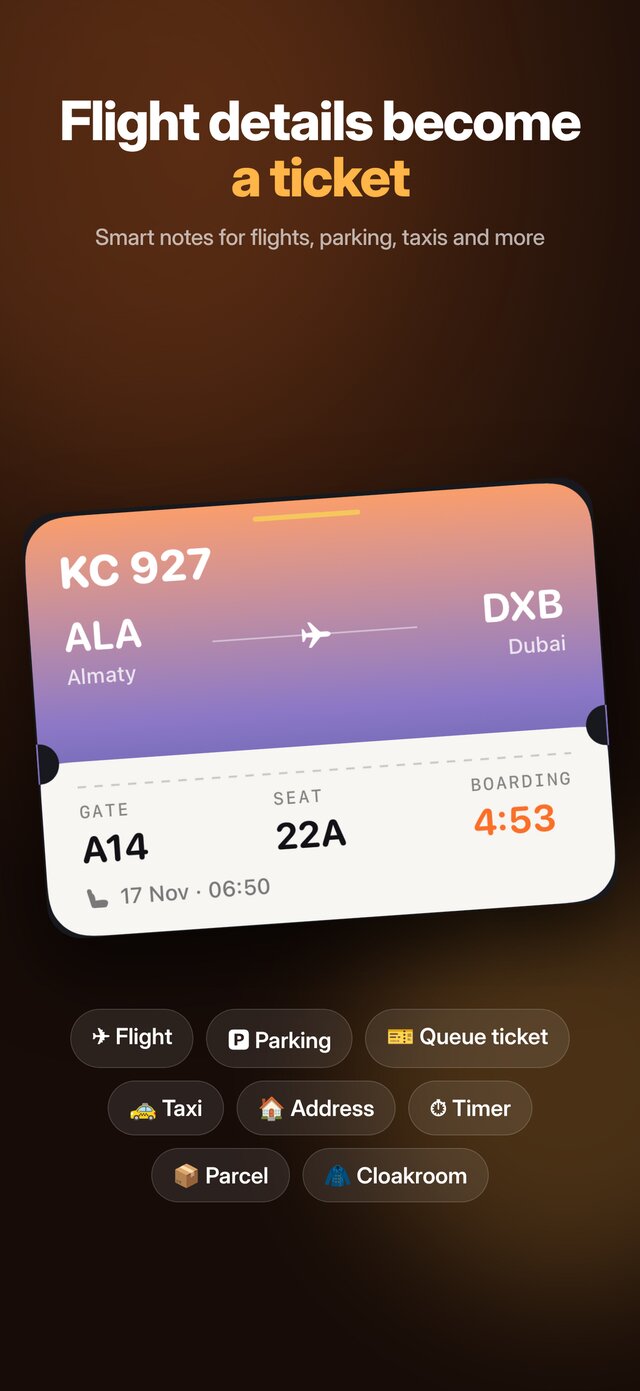 Flight details become
a ticket
Smart notes for flights, parking, taxis and more
KC 927
ALA
DXB
Almaty
Dubai
GATE
SEAT
BOARDING
A14
22A
4:53
17 Nov · 06:50
✈ Flight
🅿 Parking
🎫 Queue ticket
🚕 Taxi
🏠 Address
⏱ Timer
📦 Parcel
🧥 Cloakroom